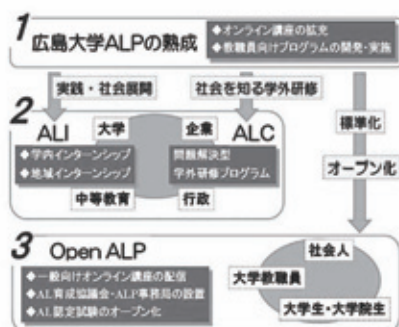 1 広島大学ALPの熟成
◆オンライン講座の拡充
◆教職員向けプログラムの開発・実施
実践・社会展開
社会を知る学外研修
標準化
オープン化
2
大学
企業
ALI
ALC
◆学内インターンシップ
◆地域インターンシップ
問題解決型
学外研修プログラム
中等教育
行政
3 Open ALP
◆一般向けオンライン講座の配信
◆AL育成協議会・ALP事務局の設置
◆AL認定試験のオープン化
社会人
大学教職員
大学生・大学院生